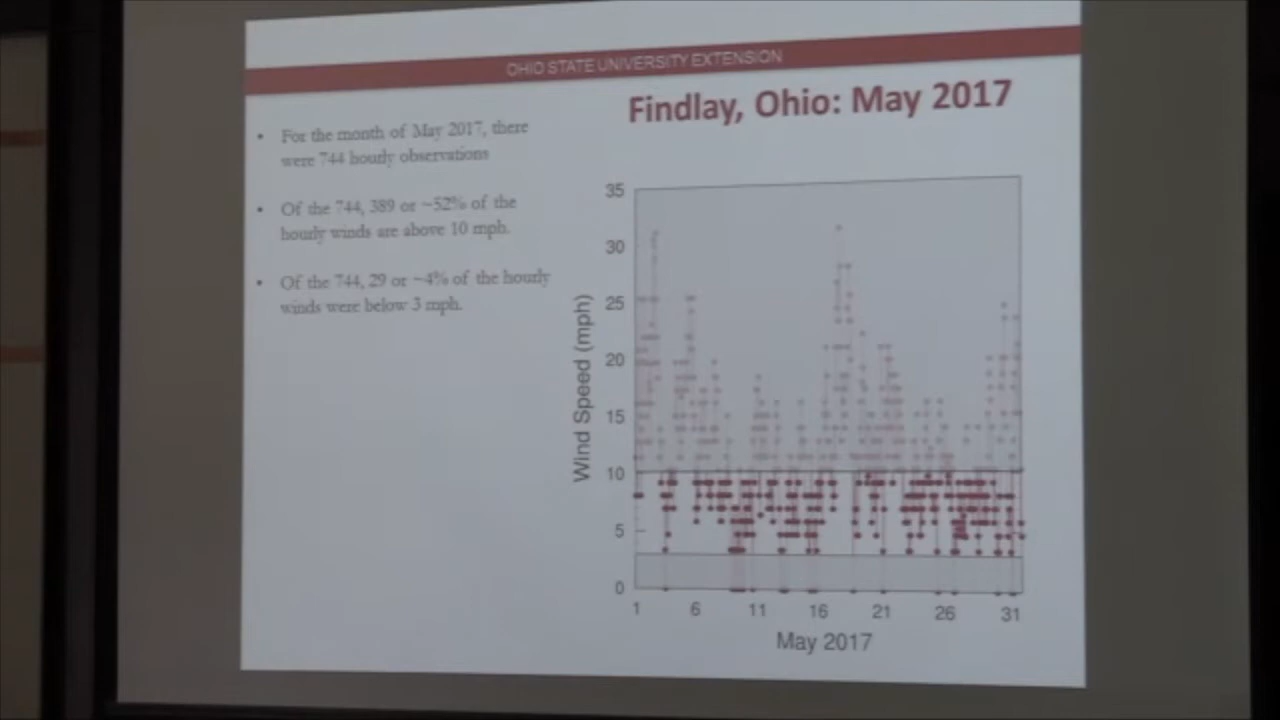 OHIO STATE UNIVERSITY EXTENSION
Findlay, Ohio: May 2017
• For the month of May 2017, there
were 744 hourly observations
• Of the 744, 389 or ~52% of the
hourly winds are above 10 mph.
• Of the 744, 29 or ~4% of the hourly
winds were below 3 mph.
Wind Speed (mph)
35
30
25
20
15
10
5
0
1 6 11 16 21 26 31
May 2017